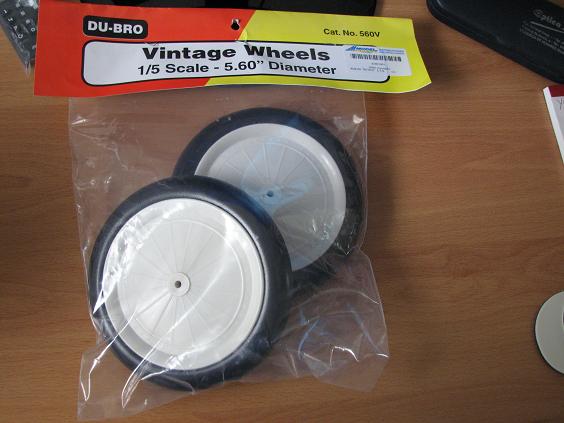 DU-BRO
Cat. No. 560V
Vintage Wheels
1/5 Scale - 5.60" Diameter